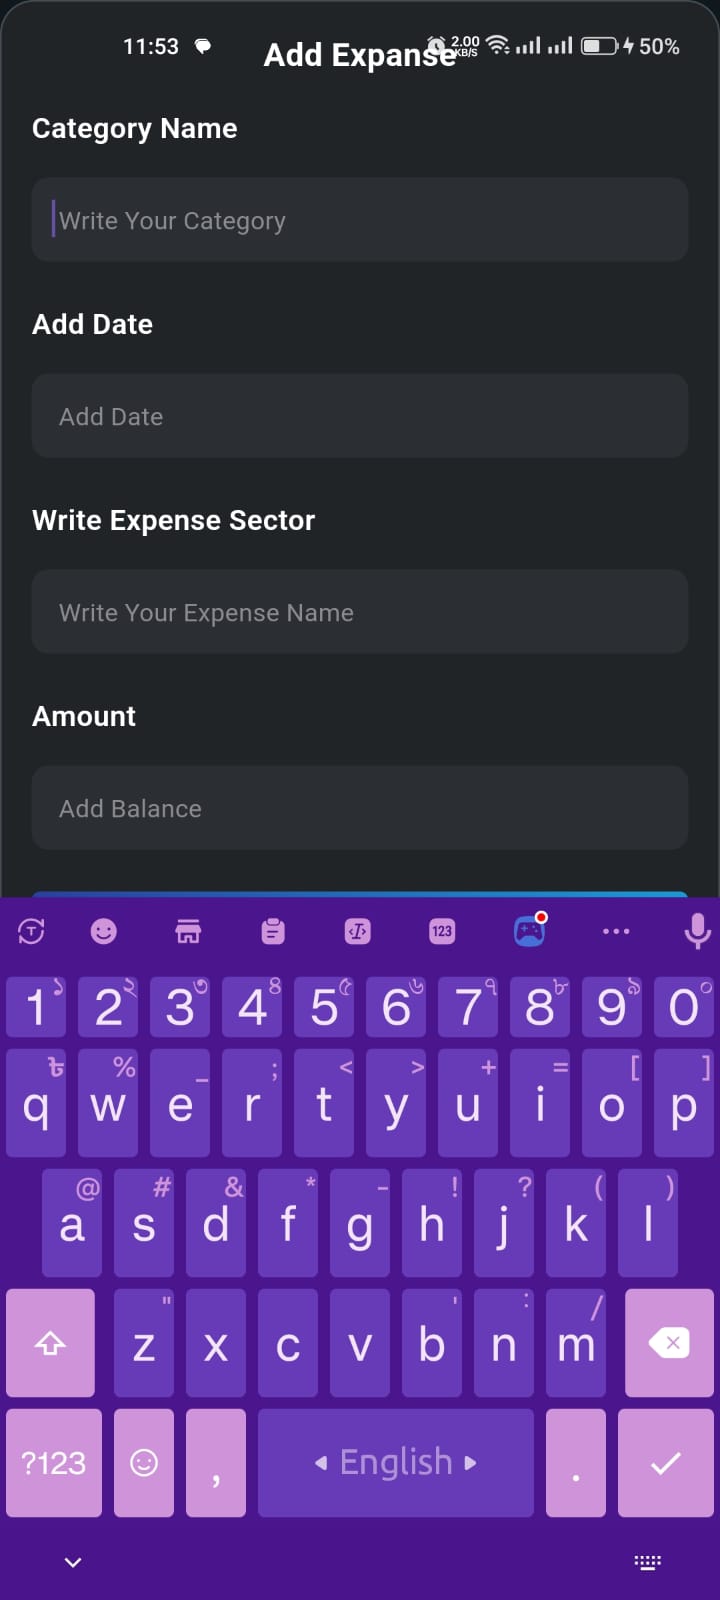 11:53
2.00
KB/S
50%
Add Expanse
Category Name
Write Your Category
Add Date
Add Date
Write Expense Sector
Write Your Expense Name
Amount
Add Balance
T
I
123
1 ১ 2 ২ 3 ৩ 4 ৪ 5 ৫ 6 ৬ 7 ৭ 8 ৮ 9 ৯ 0 ০
q ৳ w % e _ r ; t < y > u + i = o [ p ]
a @ s # d & f * g - h ! j ? k ( l )
z " x c v b ' n : m /
?123 , English .